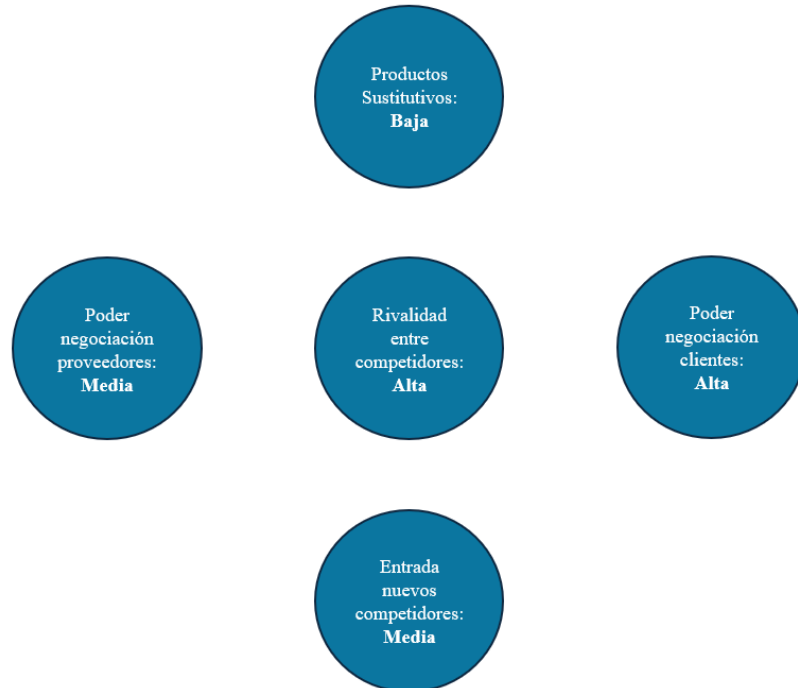 Productos
Sustitutivos:
Baja
Poder
negociación
proveedores:
Media
Rivalidad
entre
competidores:
Alta
Poder
negociación
clientes:
Alta
Entrada
nuevos
competidores:
Media